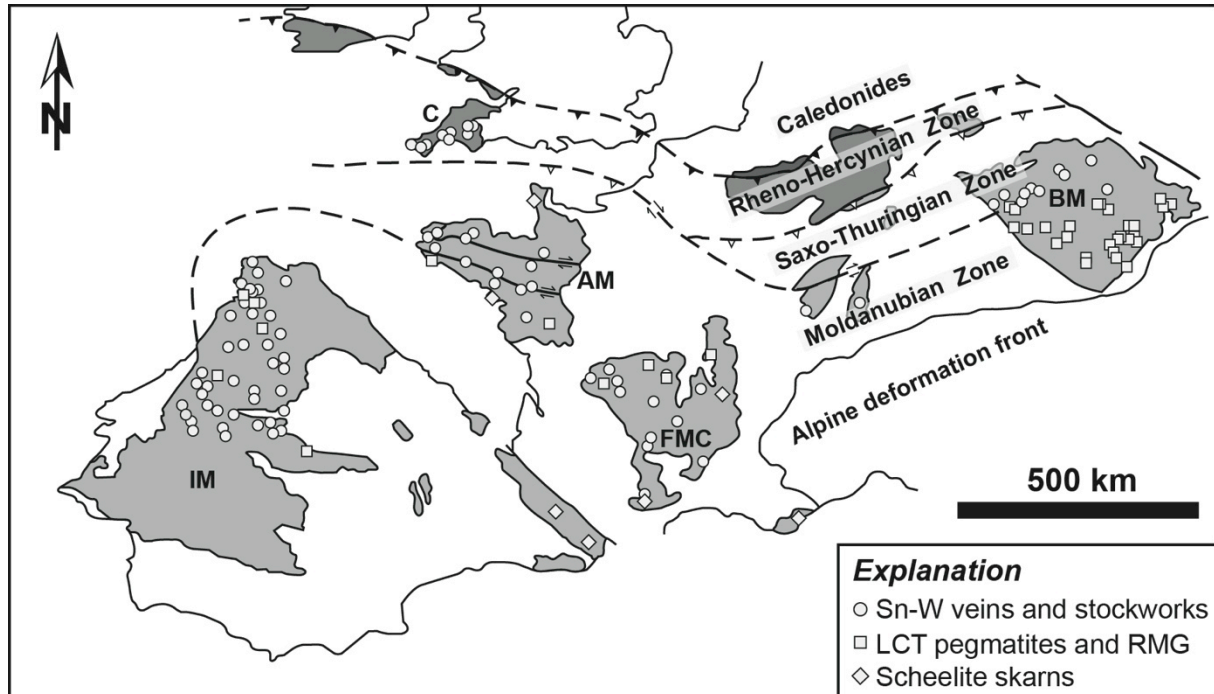 N
C
Caledonides
Rheno-Hercynian Zone
Saxo-Thuringian Zone
BM
AM
Moldanubian Zone
Alpine deformation front
FMC
IM
500 km
Explanation
Sn-W veins and stockworks
LCT pegmatites and RMG
Scheelite skarns